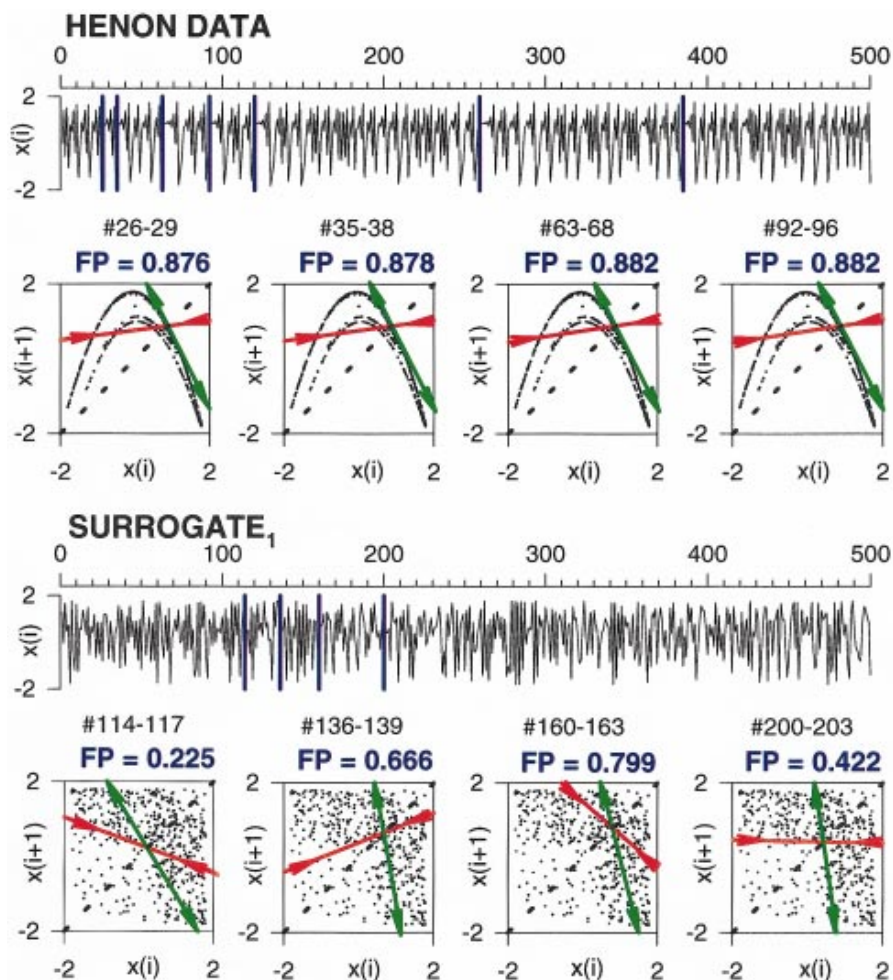 HENON DATA
0 100 200 300 400 500
2
x(i)
-2
#26-29 #35-38 #63-68 #92-96
FP = 0.876 FP = 0.878 FP = 0.882 FP = 0.882
2 2 2 2
x(i+1) x(i+1) x(i+1) x(i+1)
-2 -2 -2 -2
-2 x(i) 2 -2 x(i) 2 -2 x(i) 2 -2 x(i) 2
SURROGATE1
0 100 200 300 400 500
2
x(i)
-2
#114-117 #136-139 #160-163 #200-203
FP = 0.225 FP = 0.666 FP = 0.799 FP = 0.422
2 2 2 2
x(i+1) x(i+1) x(i+1) x(i+1)
-2 -2 -2 -2
-2 x(i) 2 -2 x(i) 2 -2 x(i) 2 -2 x(i) 2